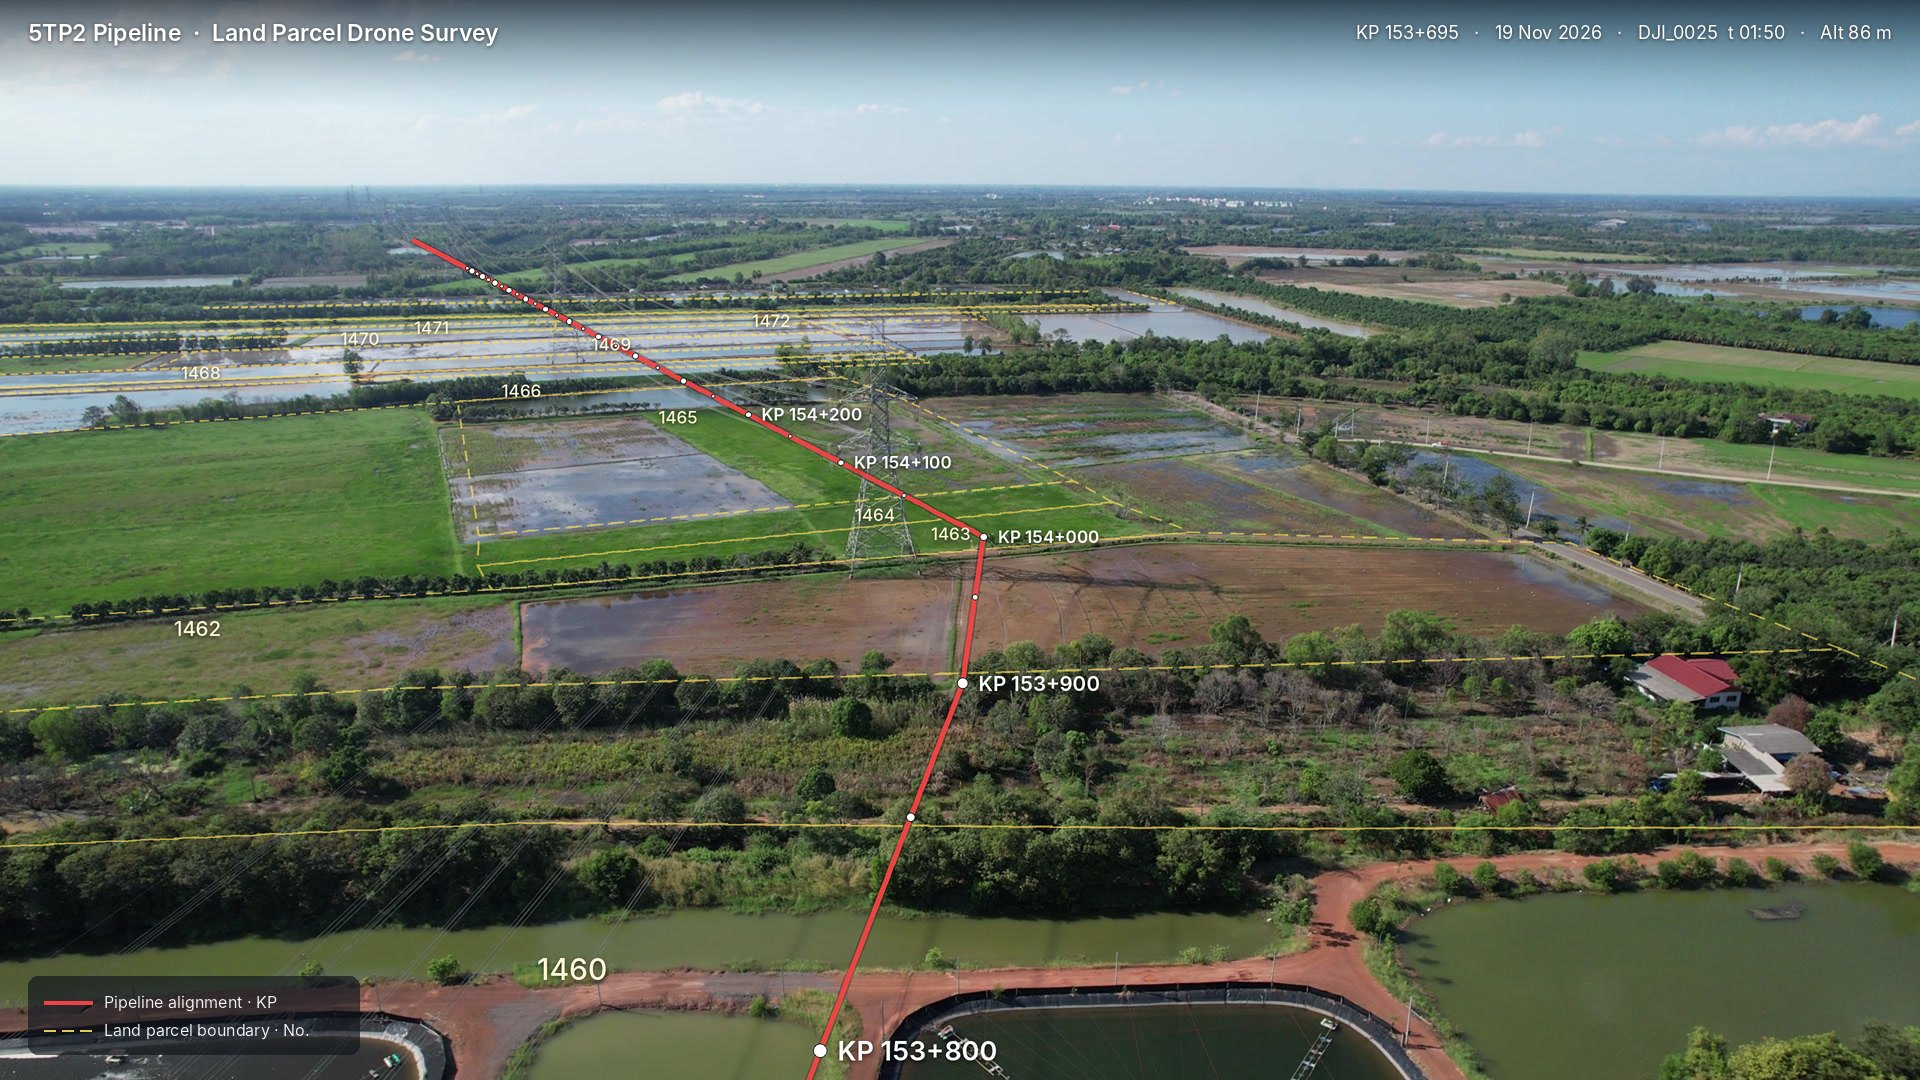 5TP2 Pipeline · Land Parcel Drone Survey
KP 153+695 · 19 Nov 2026 · DJI_0025 t 01:50 · Alt 86 m
1472
1471
1470
1469
1468
1466
1465
KP 154+200
KP 154+100
1464
1463
KP 154+000
1462
KP 153+900
1460
KP 153+800
Pipeline alignment · KP
Land parcel boundary · No.